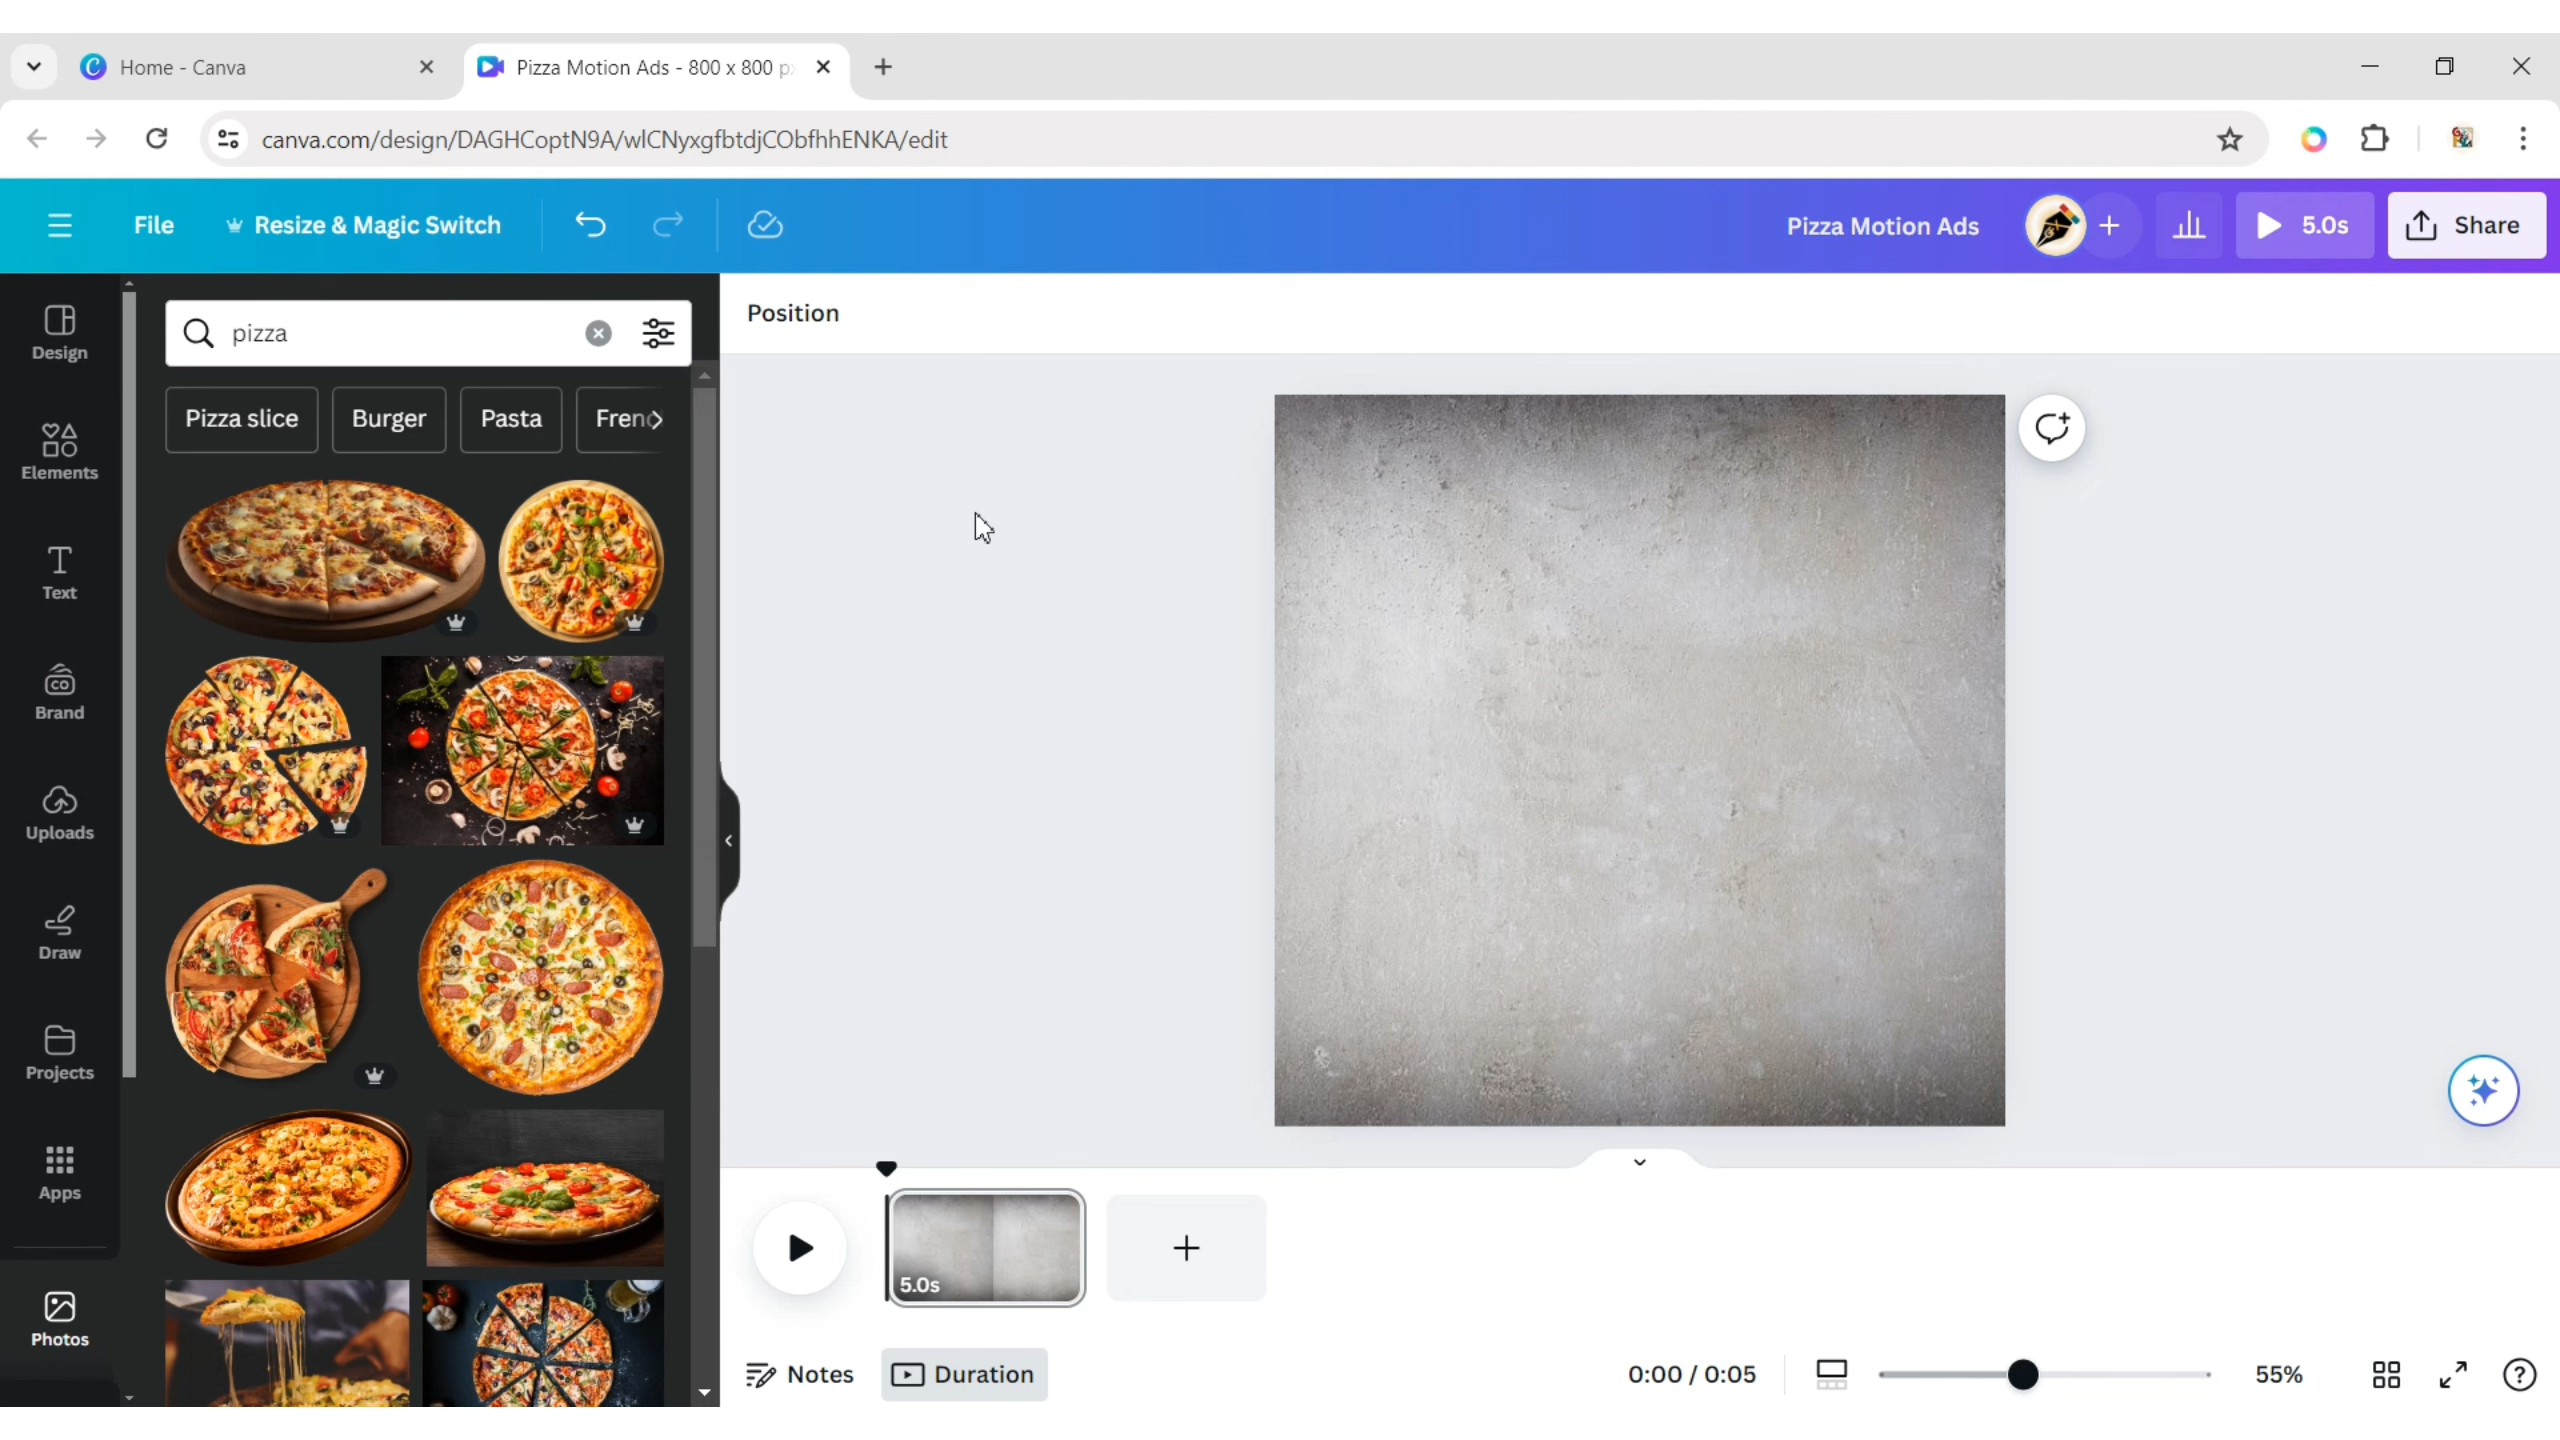 Home - Canva
Pizza Motion Ads - 800 x 800 p
canva.com/design/DAGHCoptN9A/wlCNyxgfbtdjCObfhhENKA/edit
File
Resize & Magic Switch
Pizza Motion Ads
5.0s
Share
Design
Elements
Text
Brand
Uploads
Draw
Projects
Apps
Photos
pizza
Pizza slice
Burger
Pasta
Frenc
Position
5.0s
Notes
Duration
0:00 / 0:05
55%